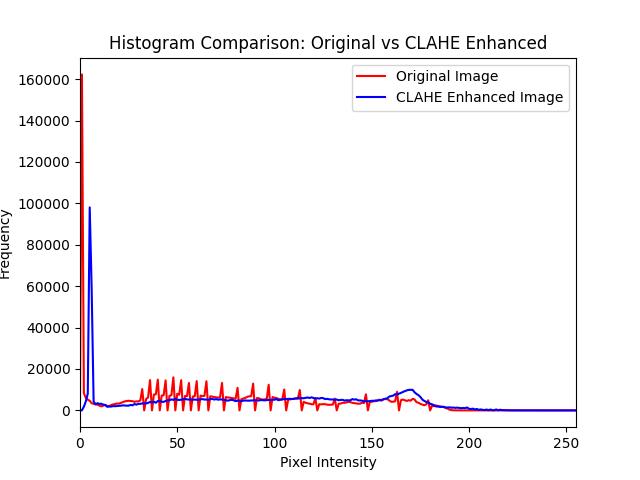 Histogram Comparison: Original vs CLAHE Enhanced
Original Image
CLAHE Enhanced Image
160000
140000
120000
100000
80000
60000
40000
20000
0
Frequency
0 50 100 150 200 250
Pixel Intensity